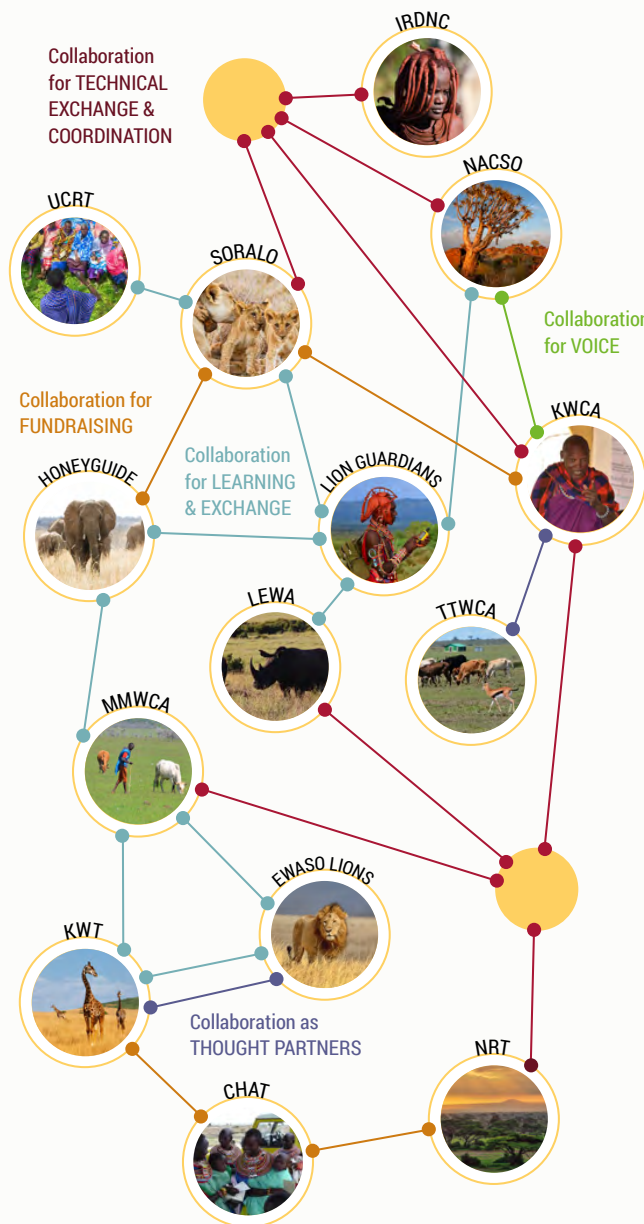 IRDNC
Collaboration
for TECHNICAL
EXCHANGE &
COORDINATION
NACSO
UCRT
SORALO
Collaboration
for VOICE
Collaboration for
FUNDRAISING
KWCA
Collaboration
for LEARNING
& EXCHANGE
LION GUARDIANS
HONEYGUIDE
LEWA
TTWCA
MMWCA
EWASO LIONS
KWT
Collaboration as
THOUGHT PARTNERS
NRT
CHAT